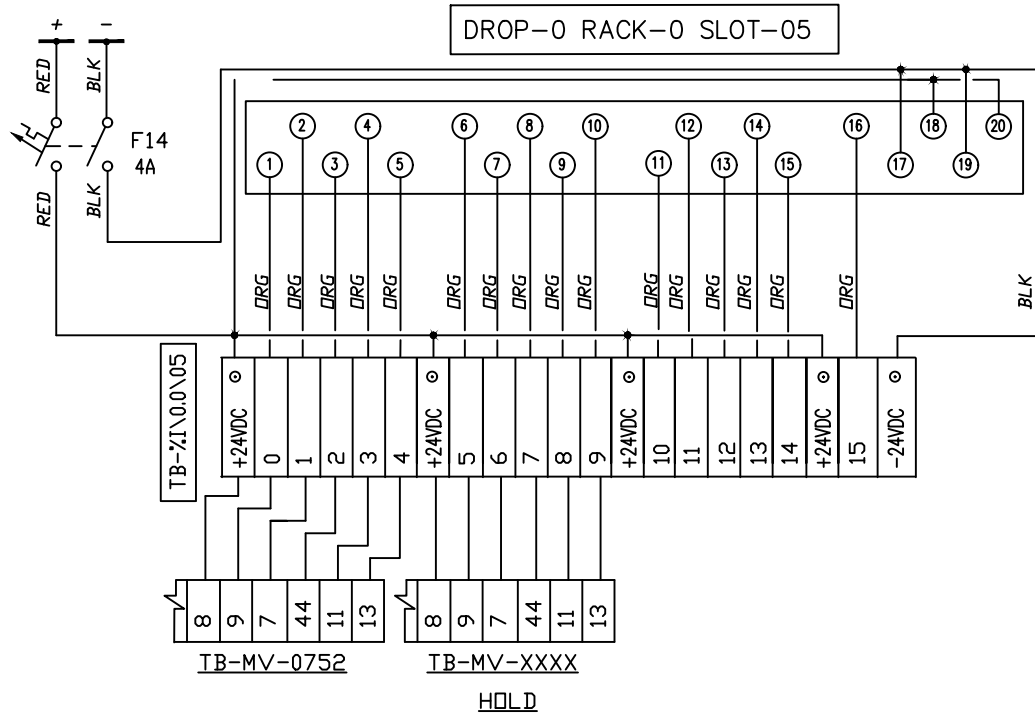 + -
DROP-0 RACK-0 SLOT-05
RED BLK
2 4 6 8 10 12 14 16 18 20
F14
4A
1 3 5 7 9 11 13 15 17 19
RED BLK
ORG ORG ORG ORG ORG ORG ORG ORG ORG ORG ORG ORG ORG ORG ORG ORG BLK
TB-%I\0.0\05
+24VDC 0 1 2 3 4 +24VDC 5 6 7 8 9 +24VDC 10 11 12 13 14 +24VDC 15 -24VDC
8 9 7 44 11 13 8 9 7 44 11 13
TB-MV-0752 TB-MV-XXXX
HOLD